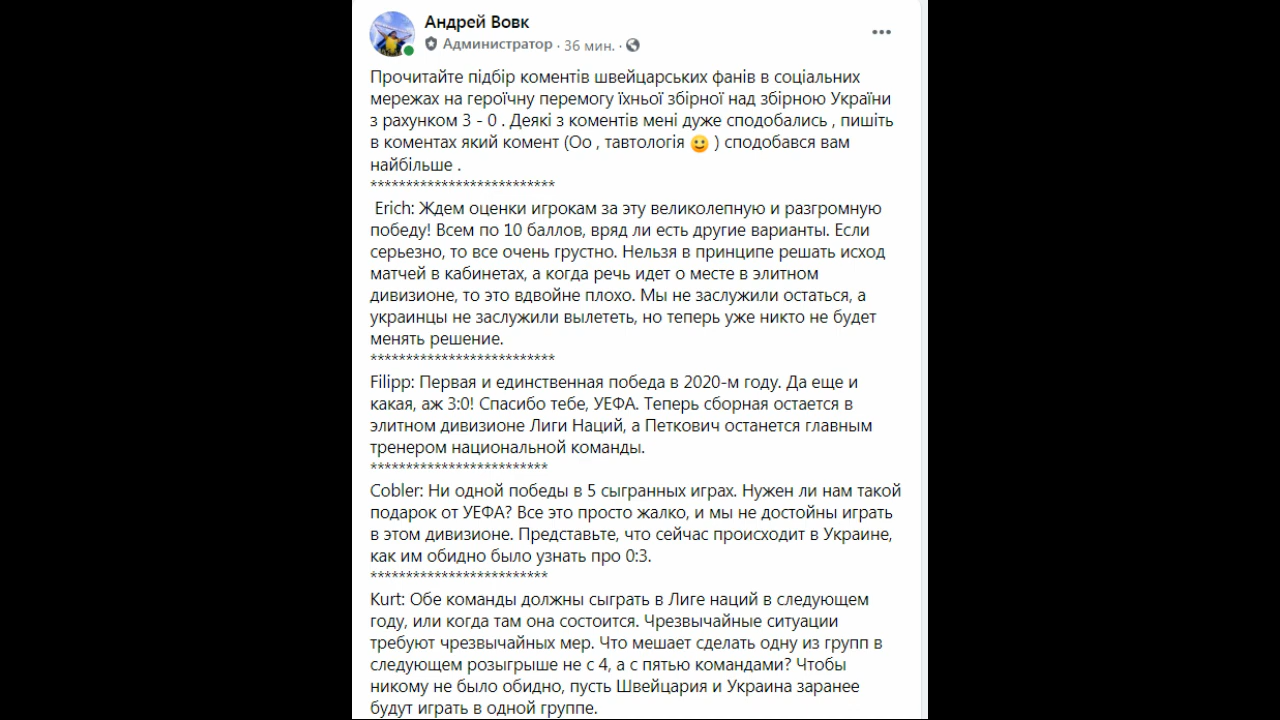 Андрей Вовк
Администратор · 36 мин. ·
Прочитайте підбір коментів швейцарських фанів в соціальних
мережах на героїчну перемогу їхньої збірної над збірною України
з рахунком 3 - 0 . Деякі з коментів мені дуже сподобались , пишіть
в коментах який комент (Оо , тавтологія 😀 ) сподобався вам
найбільше .
**************************
Erich: Ждем оценки игрокам за эту великолепную и разгромную
победу! Всем по 10 баллов, вряд ли есть другие варианты. Если
серьезно, то все очень грустно. Нельзя в принципе решать исход
матчей в кабинетах, а когда речь идет о месте в элитном
дивизионе, то это вдвойне плохо. Мы не заслужили остаться, а
украинцы не заслужили вылететь, но теперь уже никто не будет
менять решение.
**************************
Filipp: Первая и единственная победа в 2020-м году. Да еще и
какая, аж 3:0! Спасибо тебе, УЕФА. Теперь сборная остается в
элитном дивизионе Лиги Наций, а Петкович останется главным
тренером национальной команды.
*************************
Cobler: Ни одной победы в 5 сыгранных играх. Нужен ли нам такой
подарок от УЕФА? Все это просто жалко, и мы не достойны играть
в этом дивизионе. Представьте, что сейчас происходит в Украине,
как им обидно было узнать про 0:3.
*************************
Kurt: Обе команды должны сыграть в Лиге наций в следующем
году, или когда там она состоится. Чрезвычайные ситуации
требуют чрезвычайных мер. Что мешает сделать одну из групп в
следующем розыгрыше не с 4, а с пятью командами? Чтобы
никому не было обидно, пусть Швейцария и Украина заранее
будут играть в одной группе.